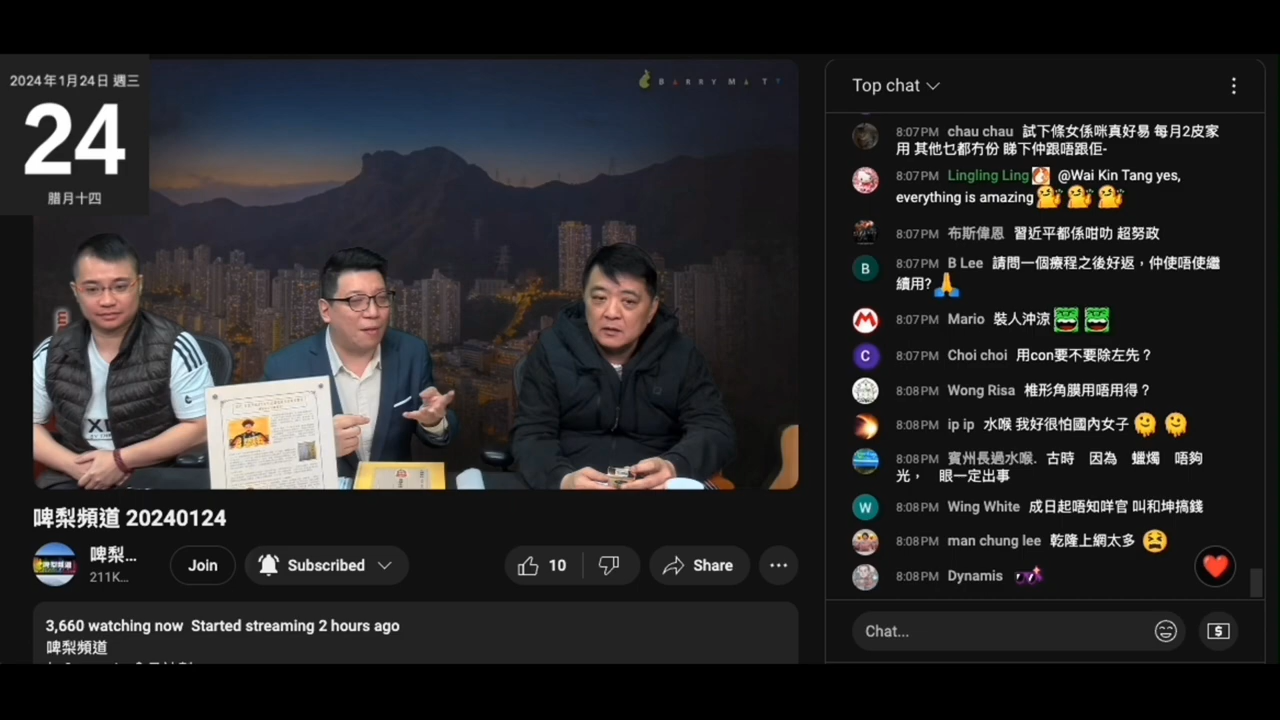 2024年1月24日 週三
24
腊月十四
BARRYMA TV
Top chat
8:07PM chau chau 試下條女係咪真好易 每月2皮家
用 其他乜都冇份 睇下仲跟唔跟佢-
8:07PM Lingling Ling @Wai Kin Tang yes,
everything is amazing
8:07PM 布斯偉恩 習近平都係咁叻 超努政
8:07PM B Lee 請問一個療程之後好返，仲使唔使繼
續用?
8:07PM Mario 裝人沖涼
8:07PM Choi choi 用con要不要除左先？
8:08PM Wong Risa 椎形角膜用唔用得？
8:08PM ip ip 水喉 我好很怕國內女子
8:08PM 賓州長過水喉. 古時 因為 蠟燭 唔夠
光， 眼一定出事
8:08PM Wing White 成日起唔知咩官 叫和坤搞錢
8:08PM man chung lee 乾隆上網太多
8:08PM Dynamis
啤梨頻道 20240124
啤梨...
211K...
Join
Subscribed
10
Share
3,660 watching now Started streaming 2 hours ago
啤梨頻道
Chat...